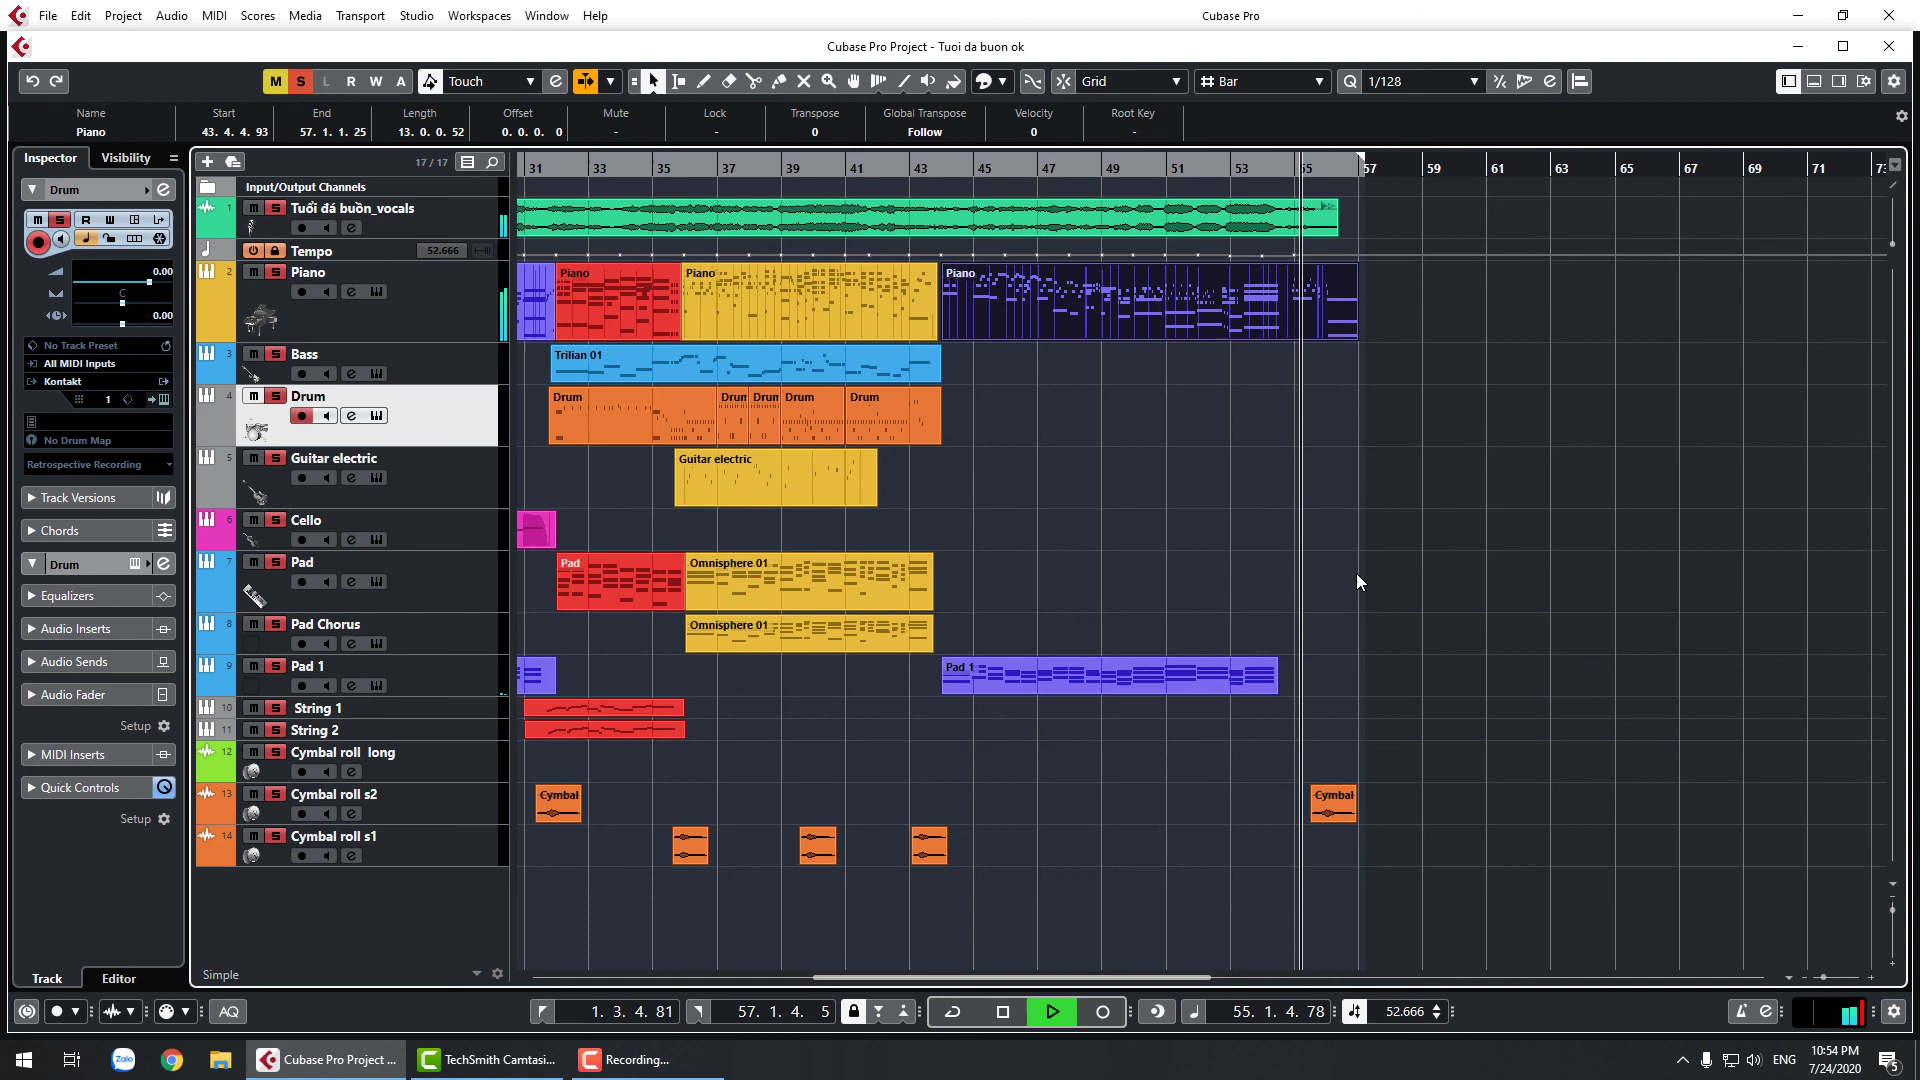 File Edit Project Audio MIDI Scores Media Transport Studio Workspaces Window Help
Cubase Pro
Cubase Pro Project - Tuoi da buon ok
M S L R W A Touch Grid Bar 1/128
Name Start End Length Offset Mute Lock Transpose Global Transpose Velocity Root Key
Piano 43. 4. 4. 93 57. 1. 1. 25 13. 0. 0. 52 0. 0. 0. 0 - - 0 Follow 0 -
Inspector Visibility
17 / 17
31 33 35 37 39 41 43 45 47 49 51 53 55 57 59 61 63 65 67 69 71
Drum
Input/Output Channels
1 m S Tuổi đá buồn_vocals
m S R W
Tempo 52.666
2 m S Piano
Piano Piano Piano
0.00
C
0.00
No Track Preset
All MIDI Inputs
Kontakt
1
No Drum Map
Retrospective Recording
3 m S Bass
Trilian 01
4 m S Drum
Drum Drum Drum Drum Drum
5 m S Guitar electric
Guitar electric
6 m S Cello
7 m S Pad
Pad Omnisphere 01
8 m S Pad Chorus
Omnisphere 01
9 m S Pad 1
Pad 1
10 m S String 1
11 m S String 2
12 m S Cymbal roll long
13 m S Cymbal roll s2
Cymbal Cymbal
14 m S Cymbal roll s1
Track Versions
Chords
Drum
Equalizers
Audio Inserts
Audio Sends
Audio Fader
Setup
MIDI Inserts
Quick Controls
Setup
Track Editor
Simple
AQ
1. 3. 4. 81 57. 1. 4. 5 55. 1. 4. 78 52.666
Zalo
Cubase Pro Project ... TechSmith Camtasi... Recording...
ENG
10:54 PM
7/24/2020
5